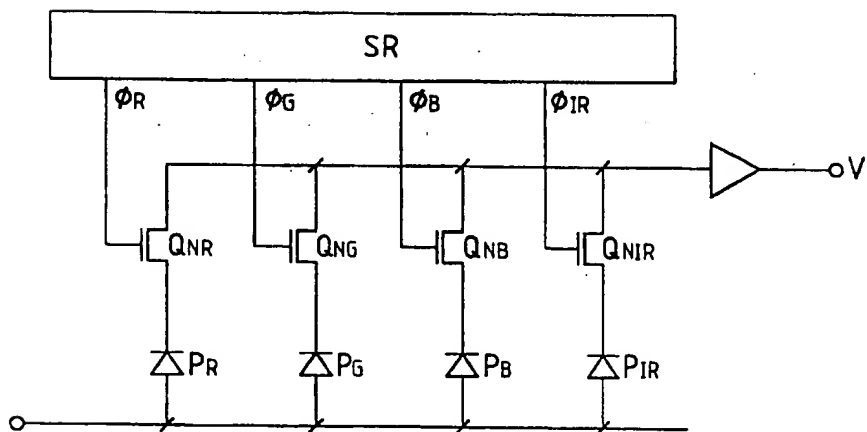 SR
φR φG φB φIR
V
QNR QNG QNB QNIR
PR PG PB PIR